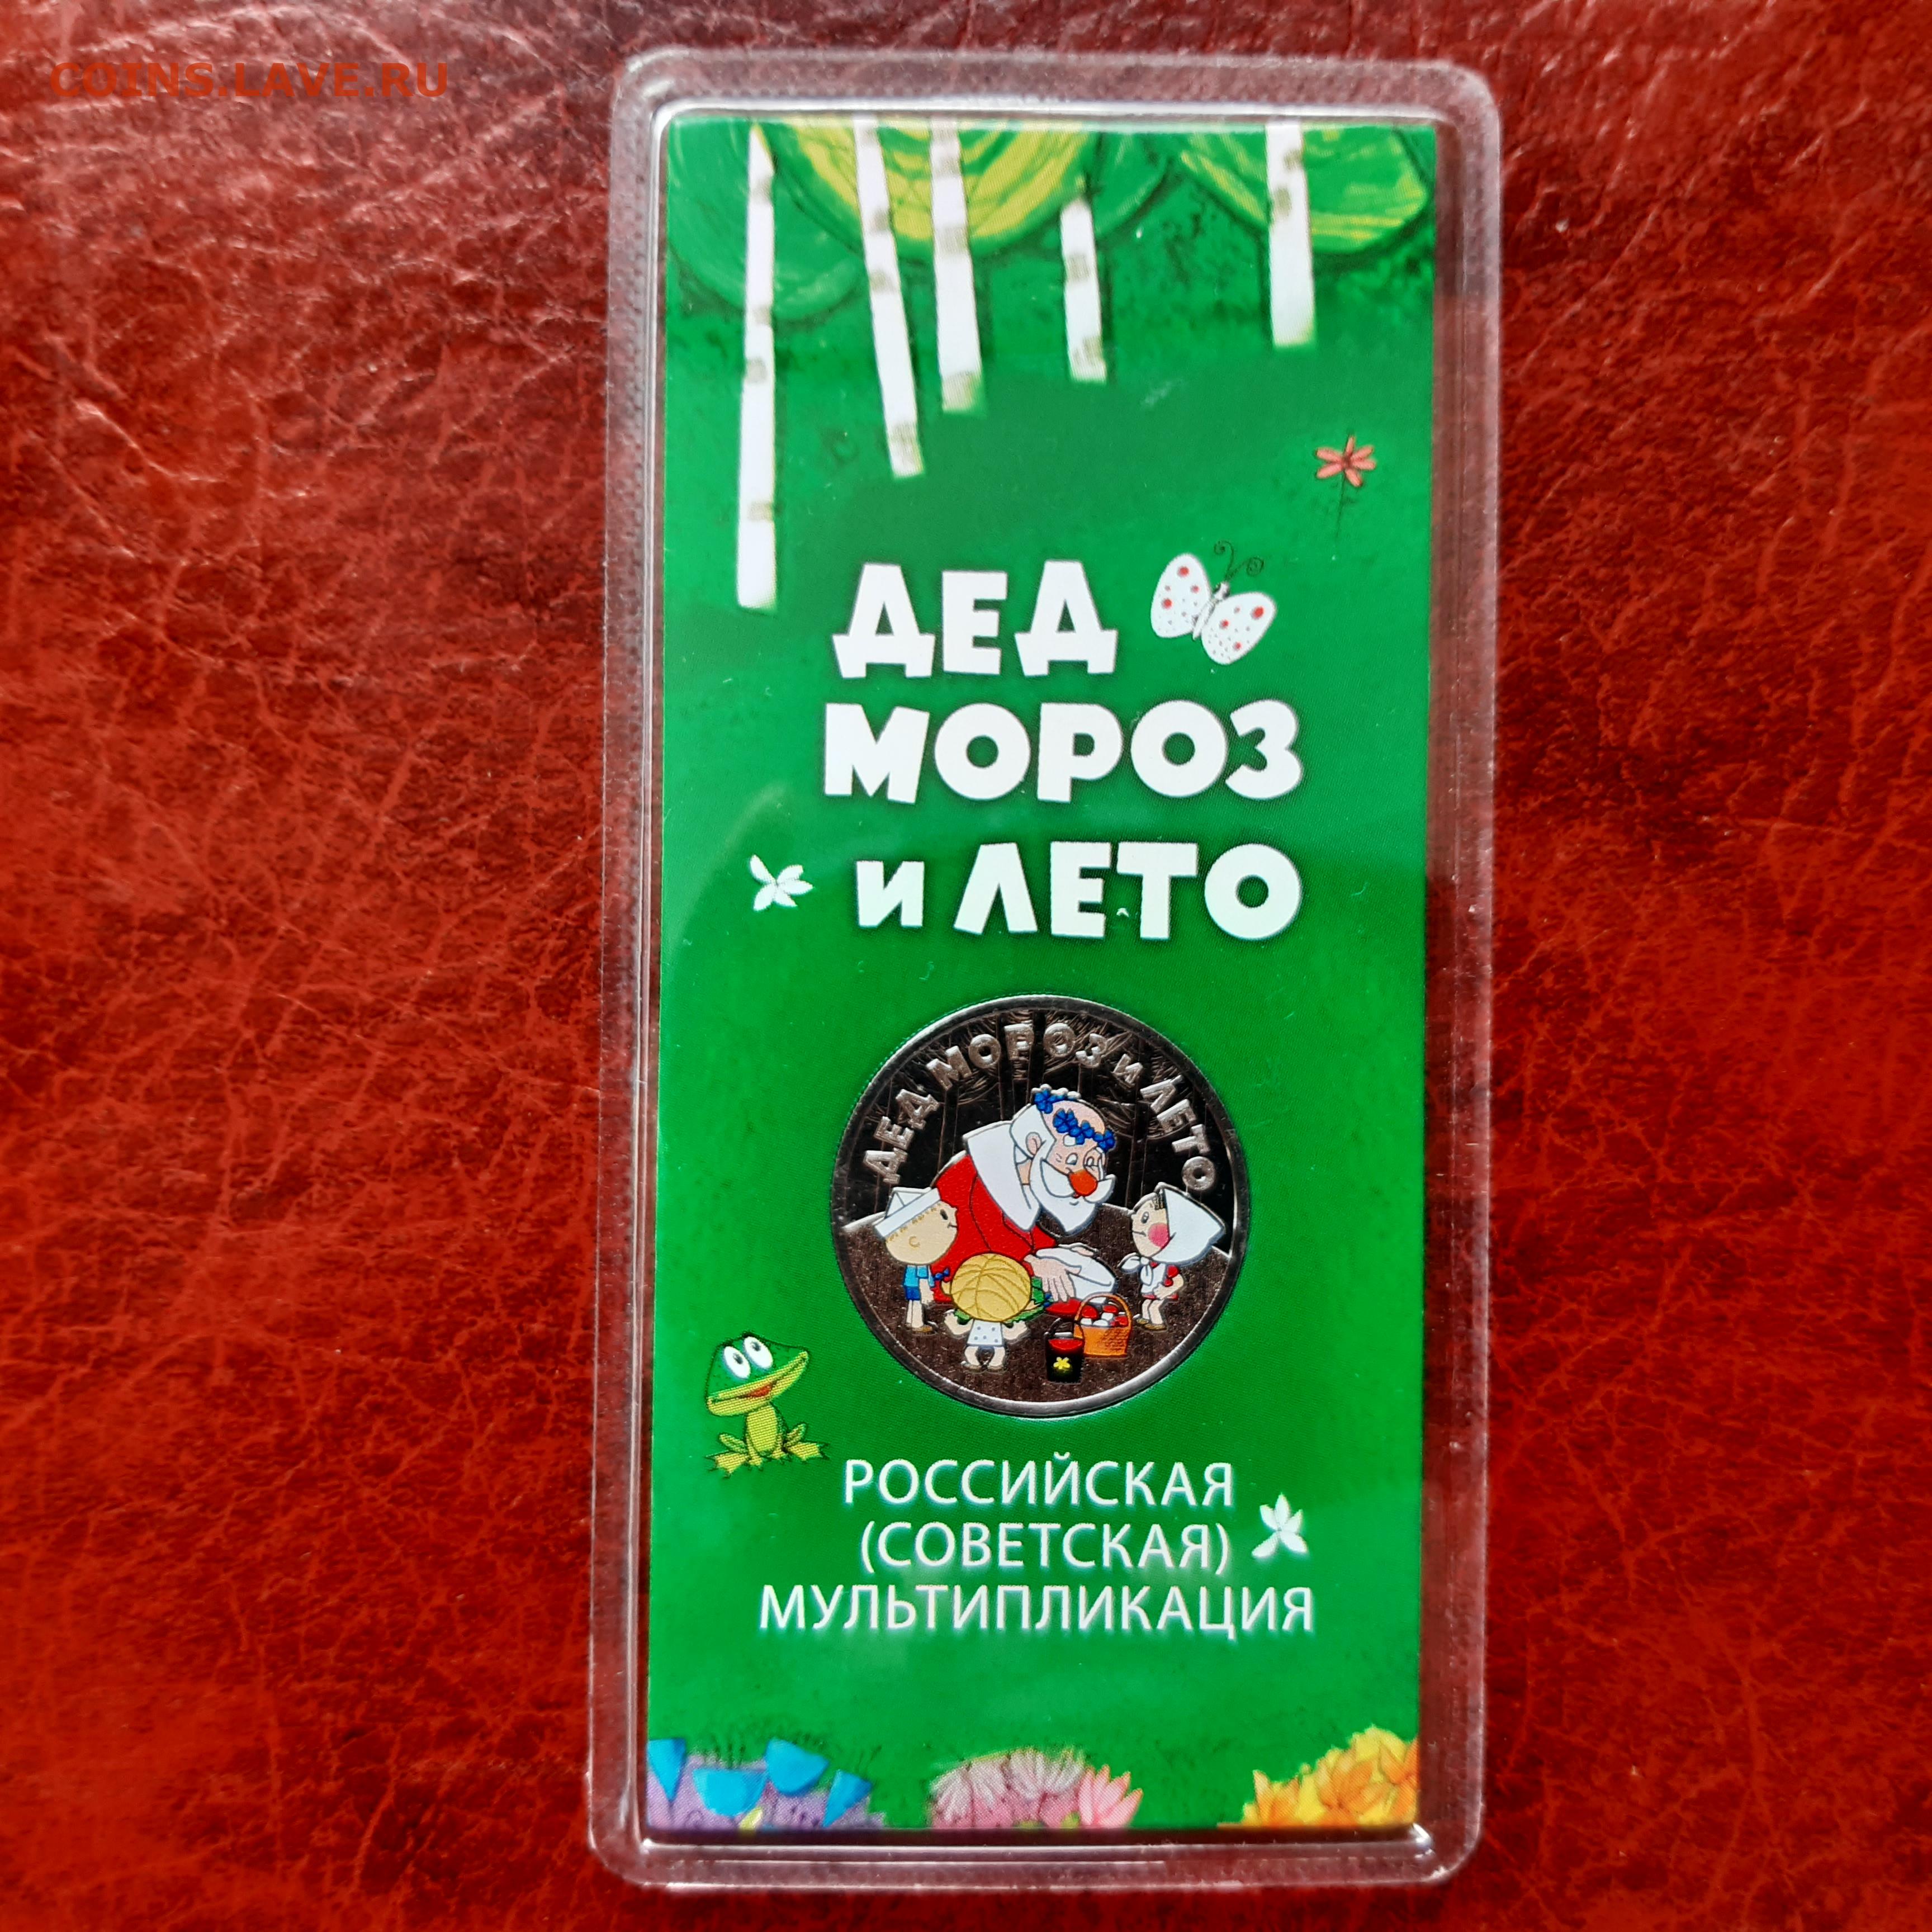 COINS.LAVE.RU
ДЕД
МОРОЗ
и ЛЕТО
ДЕД МОРОЗ и ЛЕТО
РОССИЙСКАЯ
(СОВЕТСКАЯ)
МУЛЬТИПЛИКАЦИЯ